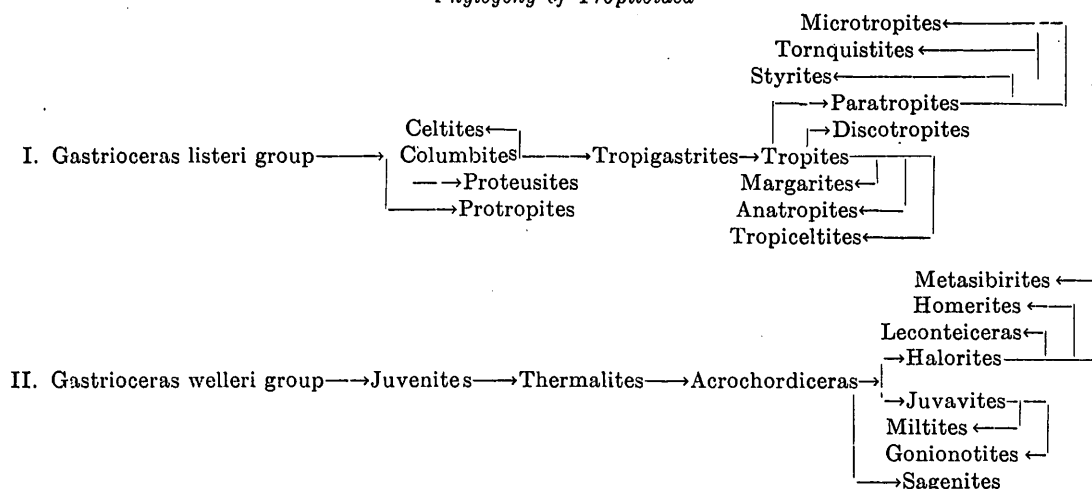 Phylogeny of Tropitoidea
Microtropites
Tornquistites
Styrites
Paratropites
Celtites
Discotropites
I. Gastrioceras listeri group Columbites Tropigastrites Tropites
Proteusites
Margarites
Protropites
Anatropites
Tropiceltites
Metasibirites
Homerites
Leconteiceras
Halorites
II. Gastrioceras welleri group Juvenites Thermalites Acrochordiceras
Juvavites
Miltites
Gonionotites
Sagenites